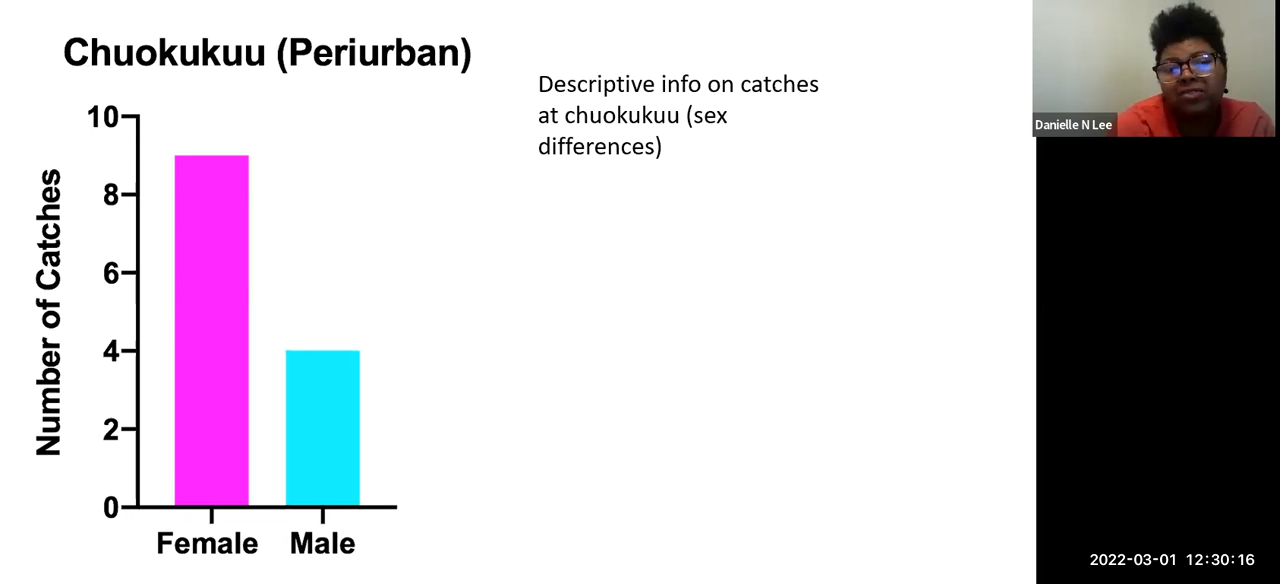 Chuokukuu (Periurban)
Descriptive info on catches
at chuokukuu (sex
differences)
10
8
6
4
2
0
Number of Catches
Female Male
Danielle N Lee
2022-03-01 12:30:16